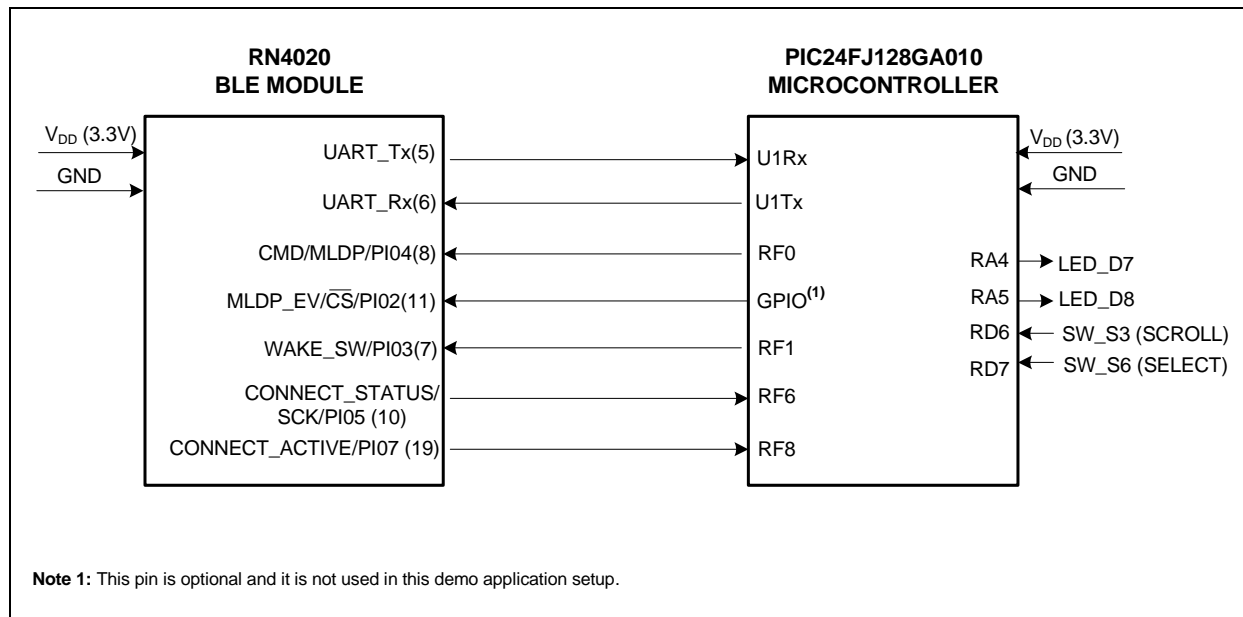 RN4020
BLE MODULE
PIC24FJ128GA010
MICROCONTROLLER
VDD (3.3V)
GND
UART_Tx(5)
UART_Rx(6)
CMD/MLDP/PI04(8)
MLDP_EV/C̅S̅/PI02(11)
WAKE_SW/PI03(7)
CONNECT_STATUS/
SCK/PI05 (10)
CONNECT_ACTIVE/PI07 (19)
U1Rx
U1Tx
RF0
GPIO(1)
RF1
RF6
RF8
VDD (3.3V)
GND
RA4
LED_D7
RA5
LED_D8
RD6
SW_S3 (SCROLL)
RD7
SW_S6 (SELECT)
Note 1: This pin is optional and it is not used in this demo application setup.